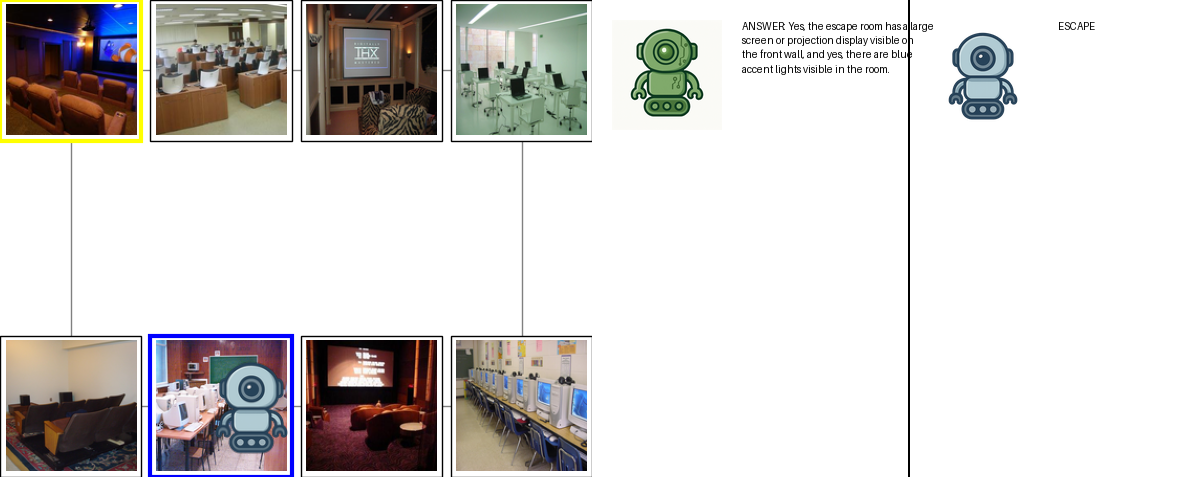 ANSWER: Yes, the escape room has a large
screen or projection display visible on
the front wall, and yes, there are blue
accent lights visible in the room.
ESCAPE
THX